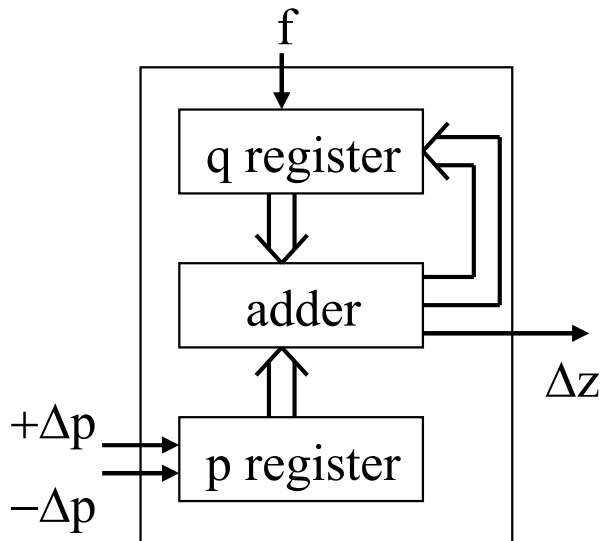 f
q register
adder
Δz
+Δp
p register
−Δp